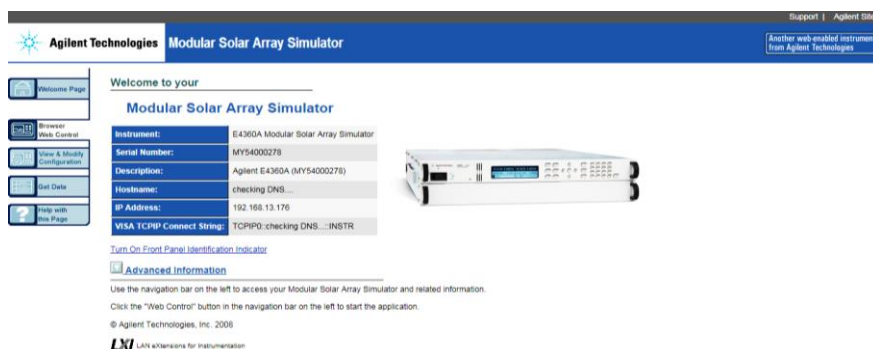 Support | Agilent Site
Agilent Technologies Modular Solar Array Simulator
Another web-enabled instrument
from Agilent Technologies
Welcome Page
Browser
Web Control
View & Modify
Configuration
Get Data
Help with
this Page
Welcome to your
Modular Solar Array Simulator
Instrument: E4360A Modular Solar Array Simulator
Serial Number: MY54000278
Description: Agilent E4360A (MY54000278)
Hostname: checking DNS....
IP Address: 192.168.13.176
VISA TCPIP Connect String: TCPIP0::checking DNS...::INSTR
Turn On Front Panel Identification Indicator
Advanced Information
Use the navigation bar on the left to access your Modular Solar Array Simulator and related information.
Click the "Web Control" button in the navigation bar on the left to start the application.
© Agilent Technologies, Inc. 2008
LXI LAN eXtensions for Instrumentation